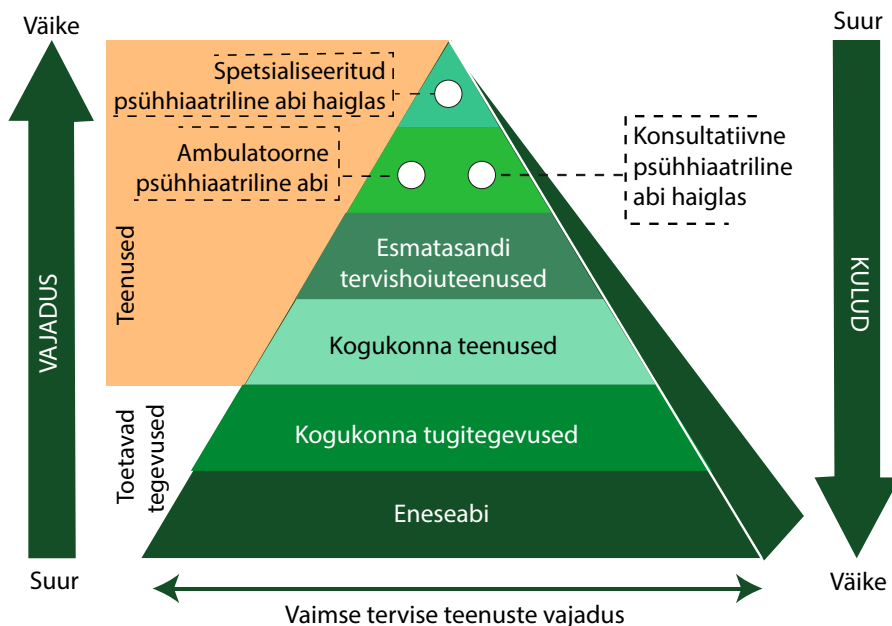 Väike
Suur
Spetsialiseeritud
psühhiaatriline abi haiglas
Ambulatoorne
psühhiaatriline abi
Konsultatiivne
psühhiaatriline
abi haiglas
Esmatasandi
tervishoiuteenused
Kogukonna teenused
Kogukonna tugitegevused
Eneseabi
Teenused
Toetavad
tegevused
VAJADUS
KULUD
Suur
Väike
Vaimse tervise teenuste vajadus